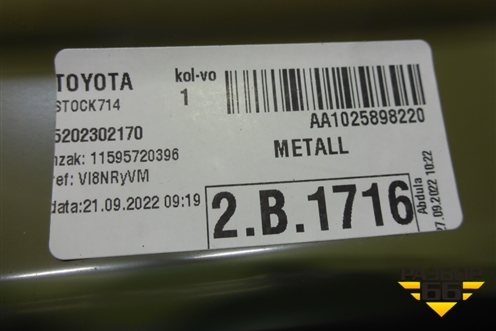 TOYOTA
STOCK714
kol-vo
1
AA1025898220
5202302170
nzak: 11595720396
ref: VI8NRyVM
METALL
data:21.09.2022 09:19
2.B.1716
Abdula
27.09.2022 10:22
66